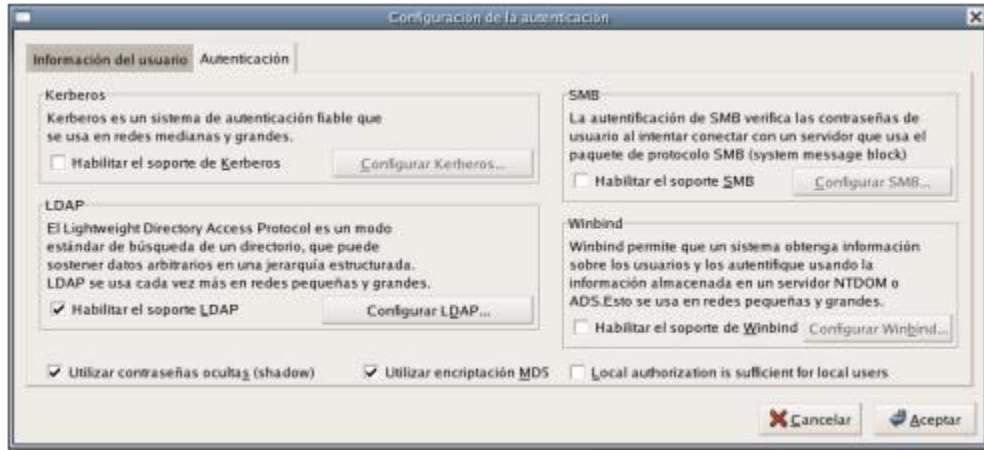 Configuración de la autenticación
Información del usuario
Autenticación
Kerberos
Kerberos es un sistema de autenticación fiable que
se usa en redes medianas y grandes.
Habilitar el soporte de Kerberos
Configurar Kerberos...
LDAP
El Lightweight Directory Access Protocol es un modo
estándar de búsqueda de un directorio, que puede
sostener datos arbitrarios en una jerarquía estructurada.
LDAP se usa cada vez más en redes pequeñas y grandes.
Habilitar el soporte LDAP
Configurar LDAP...
SMB
La autentificación de SMB verifica las contraseñas de
usuario al intentar conectar con un servidor que usa el
paquete de protocolo SMB (system message block)
Habilitar el soporte SMB
Configurar SMB...
Winbind
Winbind permite que un sistema obtenga información
sobre los usuarios y los autentifique usando la
información almacenada en un servidor NTDOM o
ADS.Esto se usa en redes pequeñas y grandes.
Habilitar el soporte de Winbind
Configurar Winbind...
Utilizar contraseñas ocultas (shadow)
Utilizar encriptación MD5
Local authorization is sufficient for local users
Cancelar
Aceptar